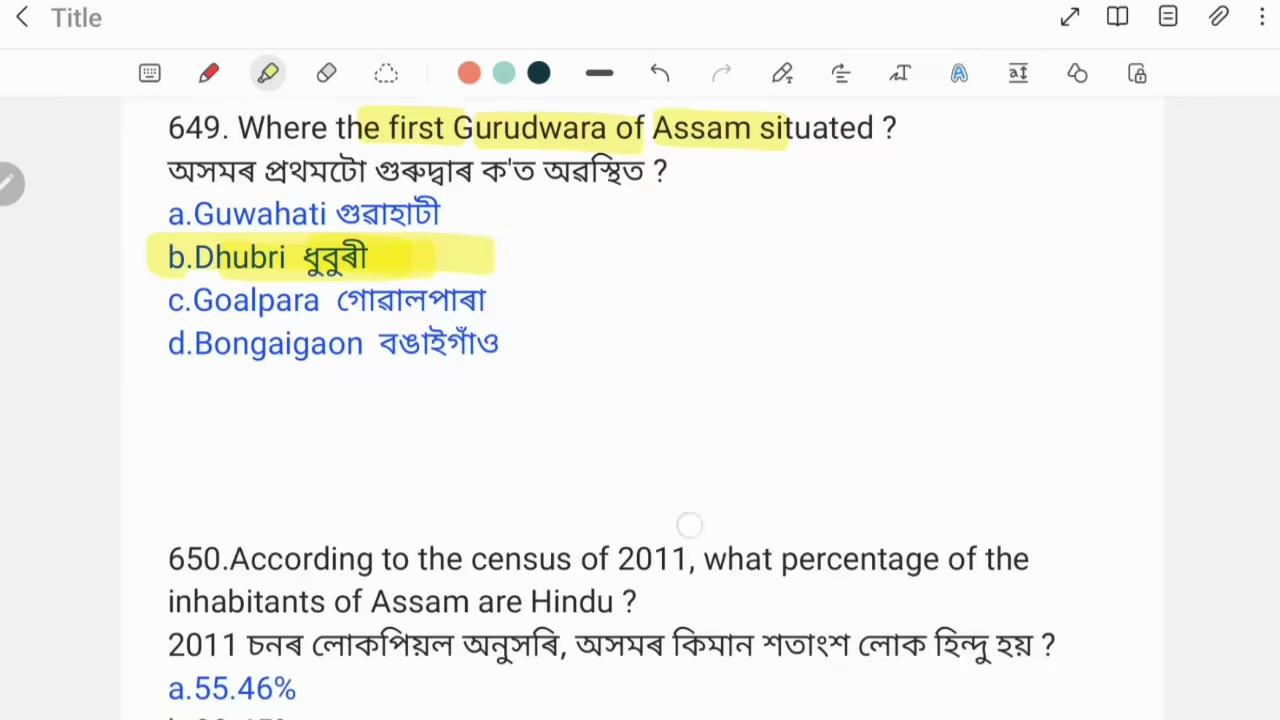 Title
649. Where the first Gurudwara of Assam situated ?
অসমৰ প্ৰথমটো গুৰুদ্বাৰ ক'ত অৱস্থিত ?
a.Guwahati গুৱাহাটী
b.Dhubri ধুবুৰী
c.Goalpara গোৱালপাৰা
d.Bongaigaon বঙাইগাঁও
650.According to the census of 2011, what percentage of the
inhabitants of Assam are Hindu ?
2011 চনৰ লোকপিয়ল অনুসৰি, অসমৰ কিমান শতাংশ লোক হিন্দু হয় ?
a.55.46%